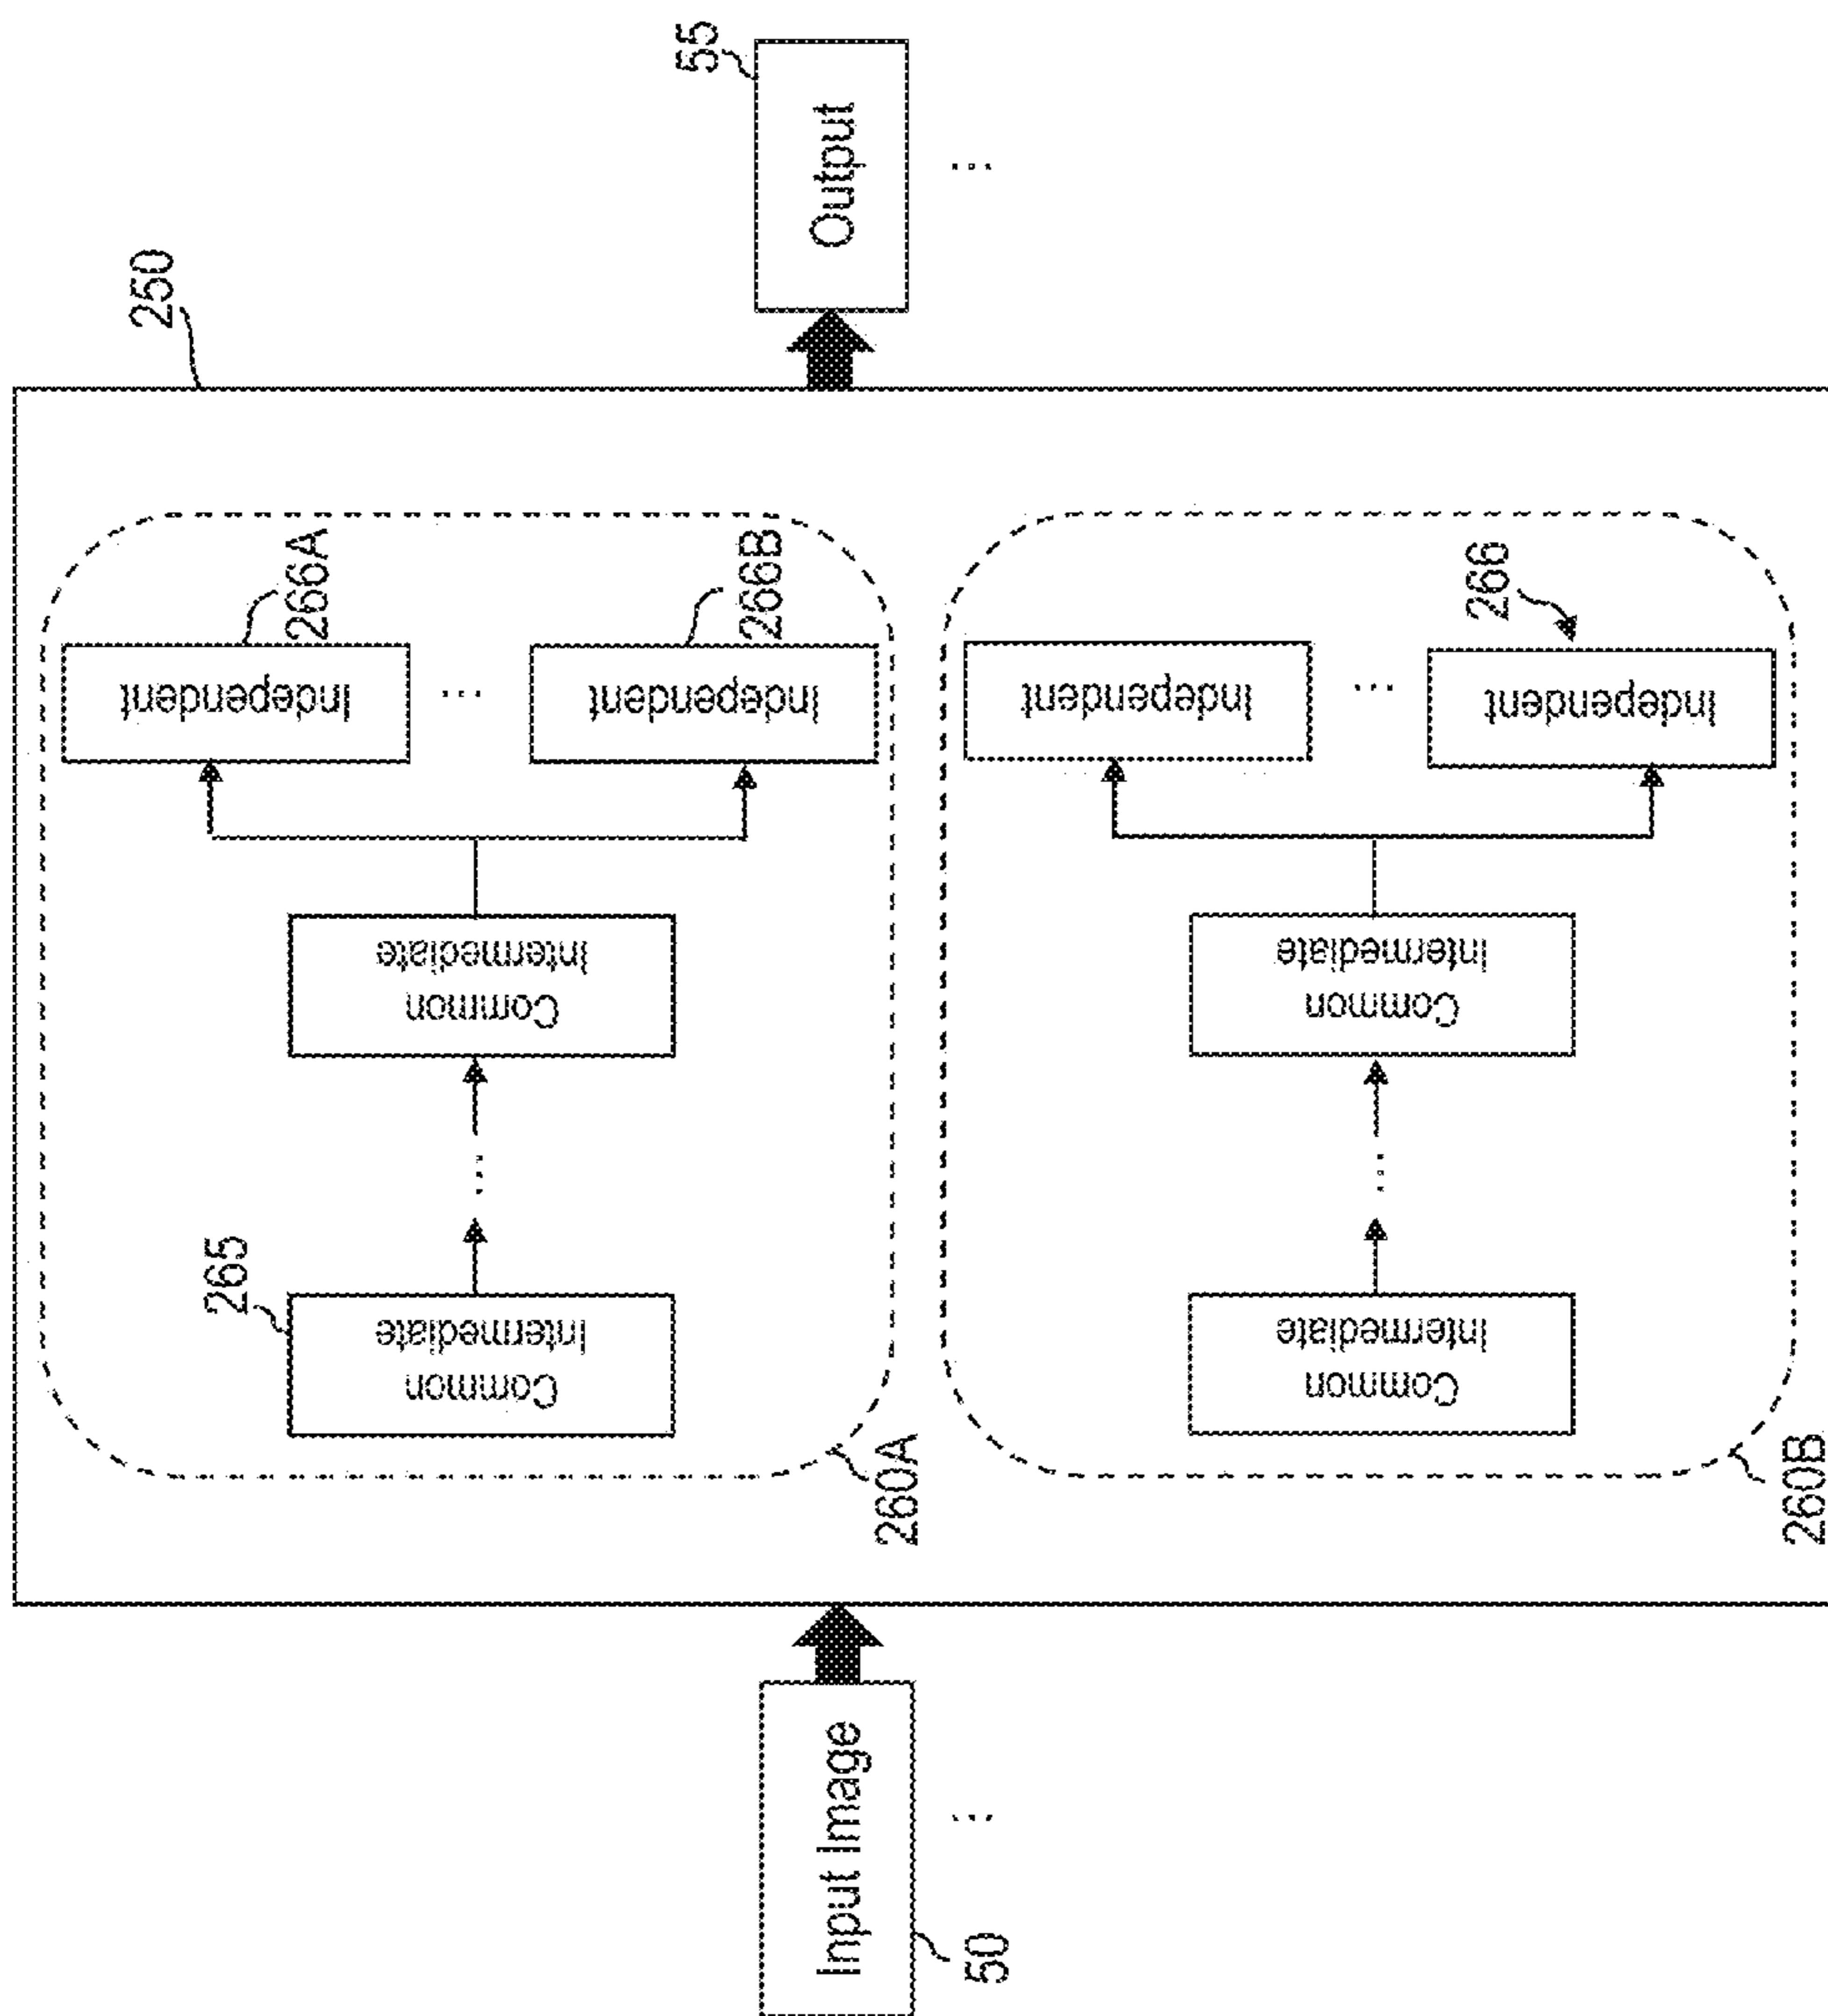 Input Image
50
250
260A
Common
Intermediate
265
...
Common
Intermediate
Independent
266A
...
Independent
266B
260B
Common
Intermediate
...
Common
Intermediate
Independent
...
Independent
266
Output
55
...
...